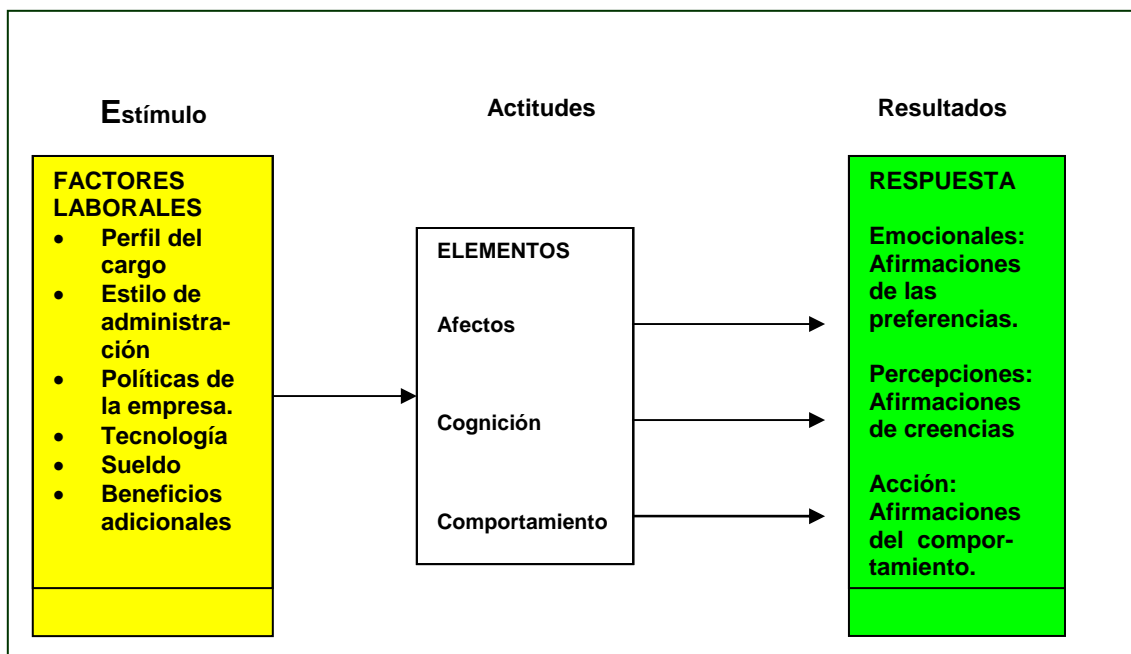 Estímulo
Actitudes
Resultados
FACTORES
LABORALES
• Perfil del
cargo
• Estilo de
administra-
ción
• Políticas de
la empresa.
• Tecnología
• Sueldo
• Beneficios
adicionales
ELEMENTOS
Afectos
Cognición
Comportamiento
RESPUESTA
Emocionales:
Afirmaciones
de las
preferencias.
Percepciones:
Afirmaciones
de creencias
Acción:
Afirmaciones
del compor-
tamiento.